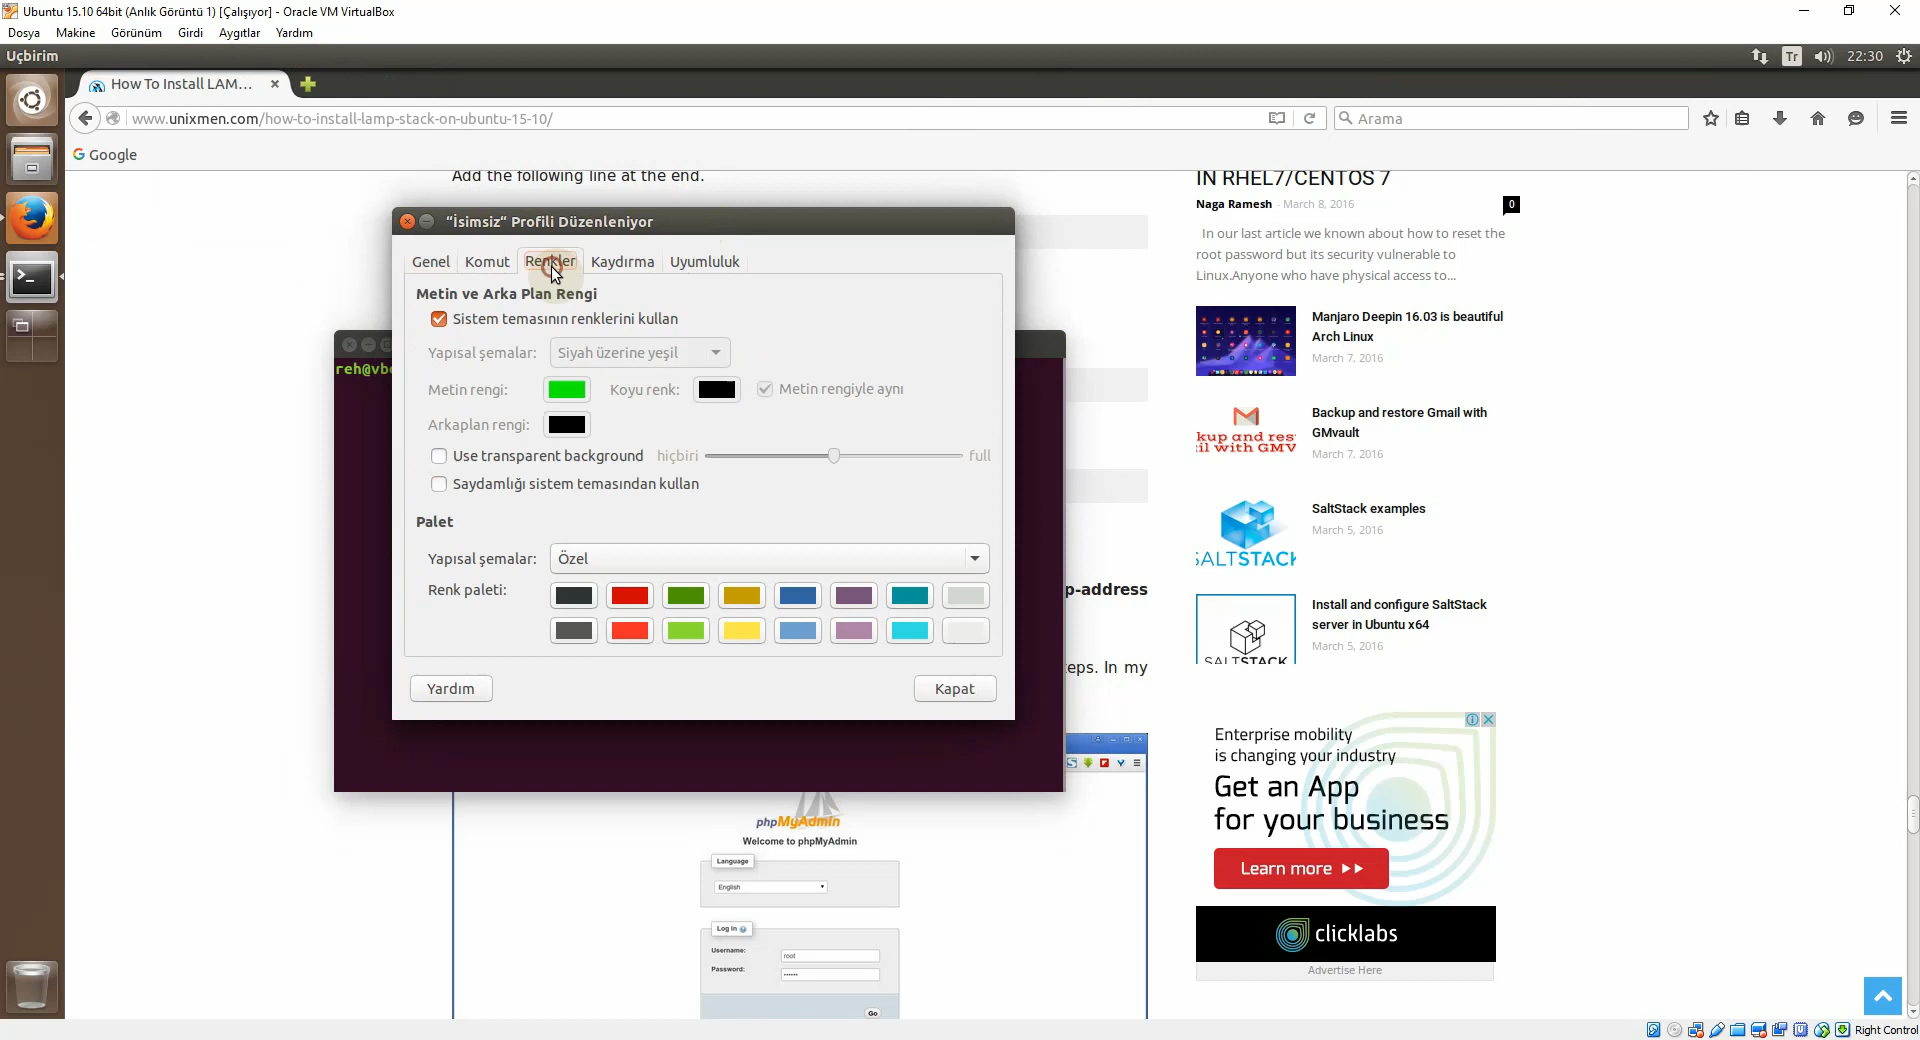 Ubuntu 15.10 64bit (Anlık Görüntü 1) [Çalışıyor] - Oracle VM VirtualBox
Dosya Makine Görünüm Girdi Aygıtlar Yardım
Uçbirim
Tr
22:30
How To Install LAM...
www.unixmen.com/how-to-install-lamp-stack-on-ubuntu-15-10/
Arama
Google
Add the following line at the end.
"İsimsiz" Profili Düzenleniyor
Genel Komut Renkler Kaydırma Uyumluluk
Metin ve Arka Plan Rengi
Sistem temasının renklerini kullan
Yapısal şemalar: Siyah üzerine yeşil
Metin rengi: Koyu renk: Metin rengiyle aynı
Arkaplan rengi:
Use transparent background hiçbiri full
Saydamlığı sistem temasından kullan
Palet
Yapısal şemalar: Özel
Renk paleti:
Yardım Kapat
reh@vb
p-address
eps. In my
phpMyAdmin
Welcome to phpMyAdmin
Language
English
Log in
Username: root
Password: ••••••
Go
IN RHEL7/CENTOS 7
Naga Ramesh - March 8, 2016
0
In our last article we known about how to reset the
root password but its security vulnerable to
Linux.Anyone who have physical access to...
Manjaro Deepin 16.03 is beautiful
Arch Linux
March 7, 2016
kup and res
il with GMV
Backup and restore Gmail with
GMvault
March 7, 2016
SALTSTACK
SaltStack examples
March 5, 2016
SALTSTACK
Install and configure SaltStack
server in Ubuntu x64
March 5, 2016
Enterprise mobility
is changing your industry
Get an App
for your business
Learn more
clicklabs
Advertise Here
Right Control